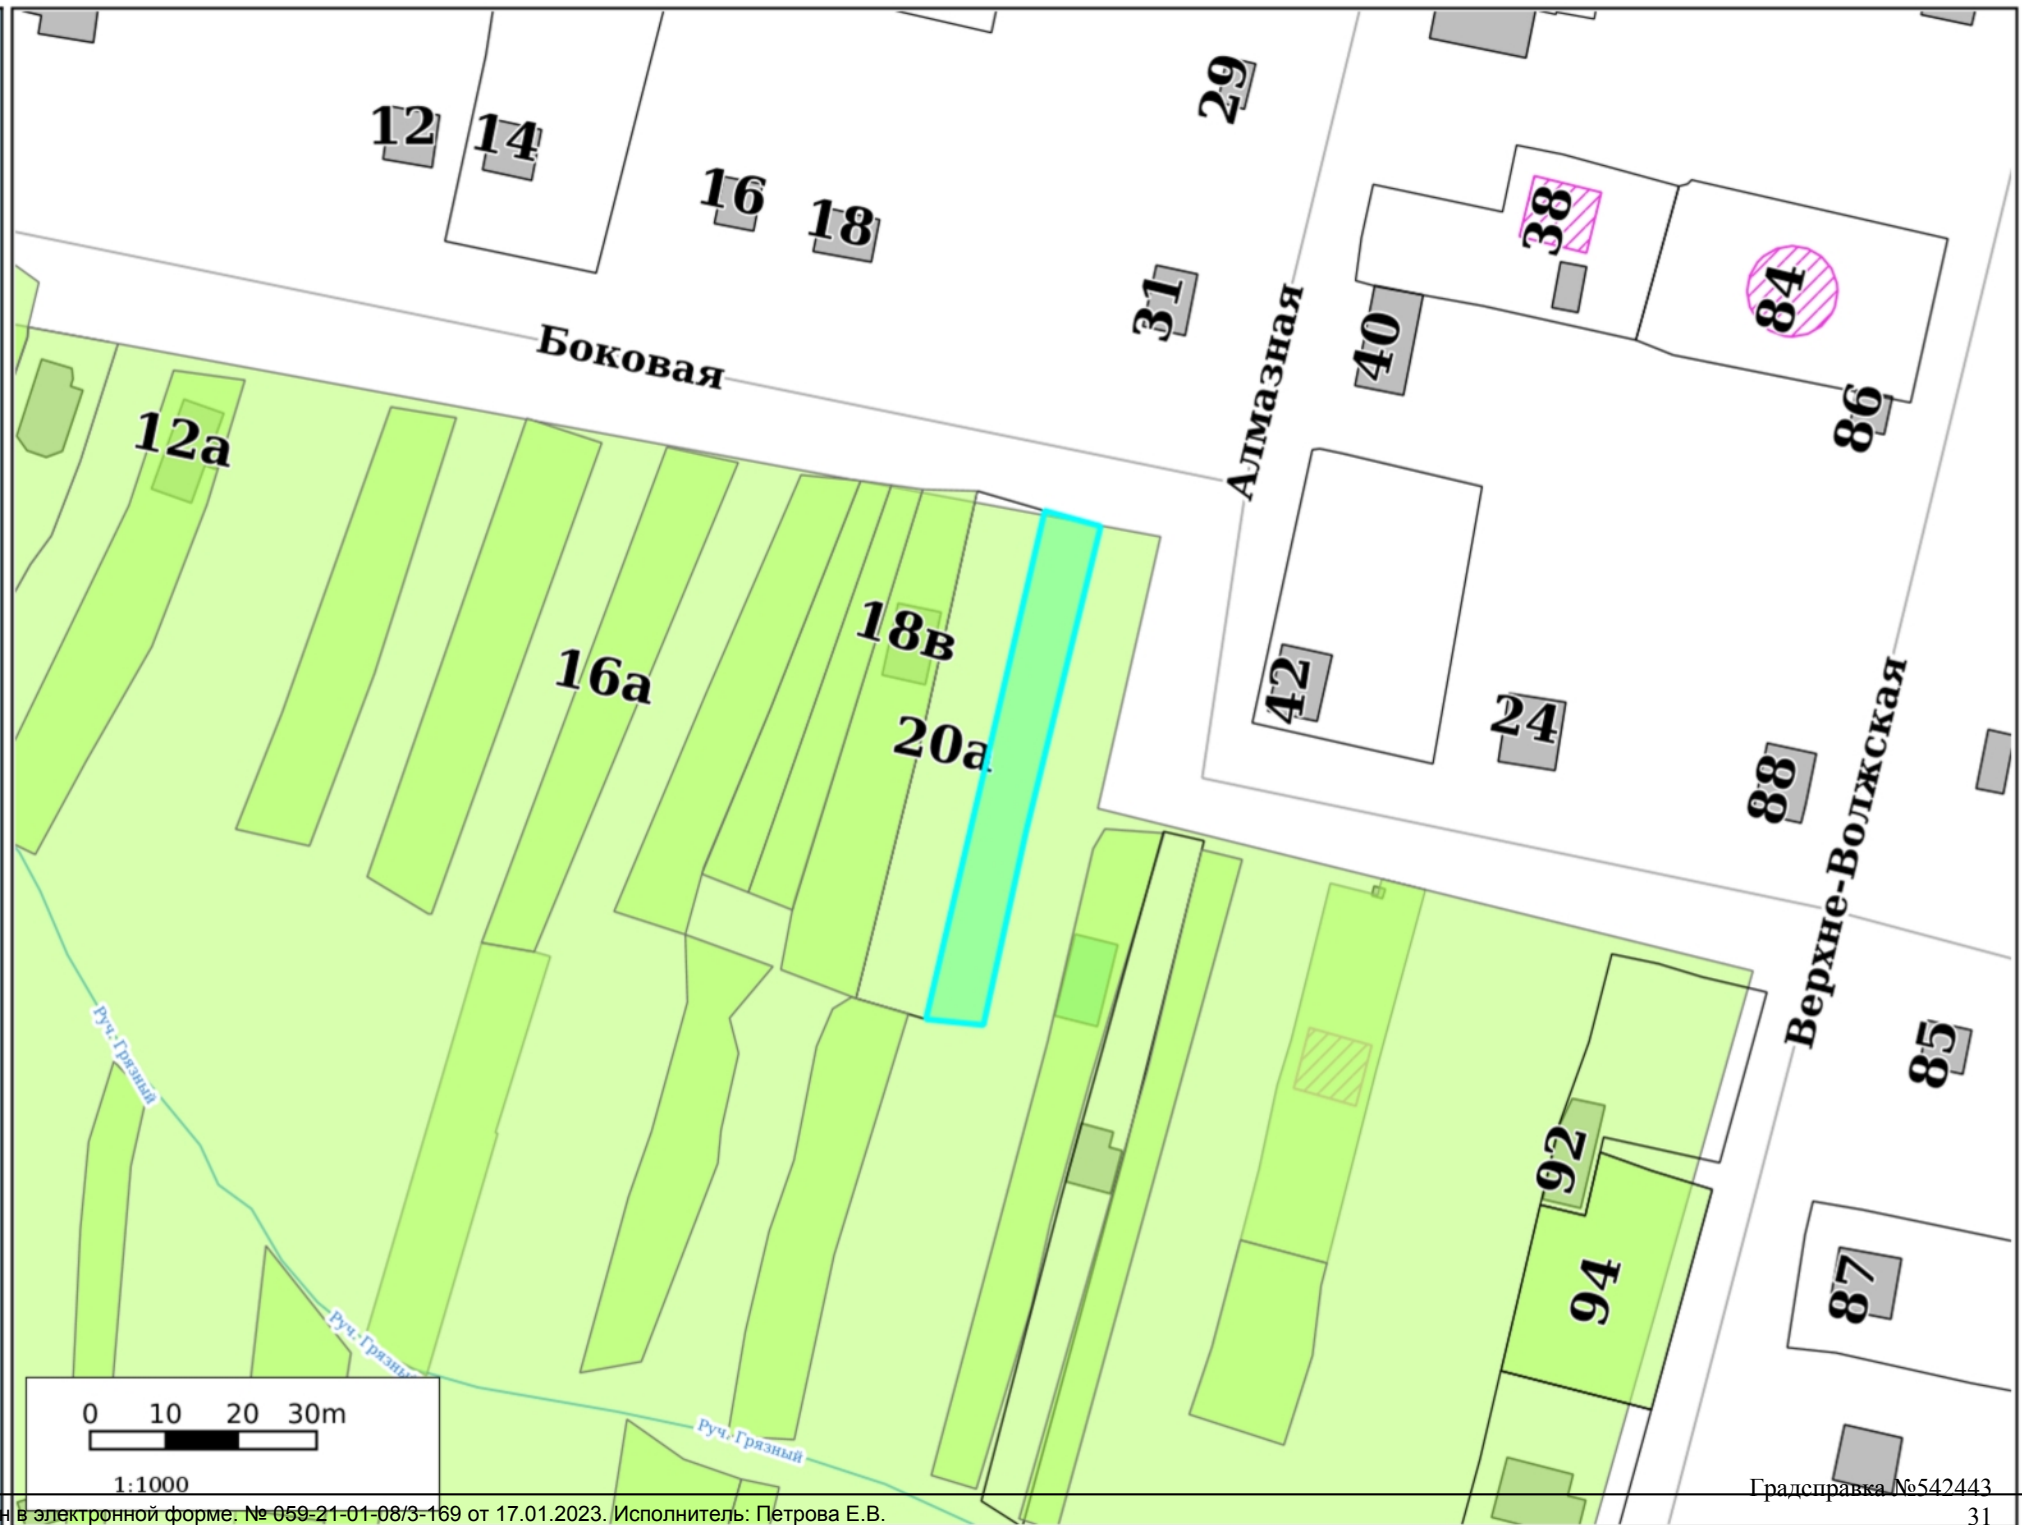 29
12
14
16
18
38
31
84
40
86
Боковая
Алмазная
12а
18в
16а
20а
42
24
88
Верхне-Волжская
Руч. Грязный
85
92
94
87
Руч. Грязный
Руч. Грязный
0 10 20 30m
1:1000
Градсправка №542443
н в электронной форме. № 059-21-01-08/3-169 от 17.01.2023. Исполнитель: Петрова Е.В.
31